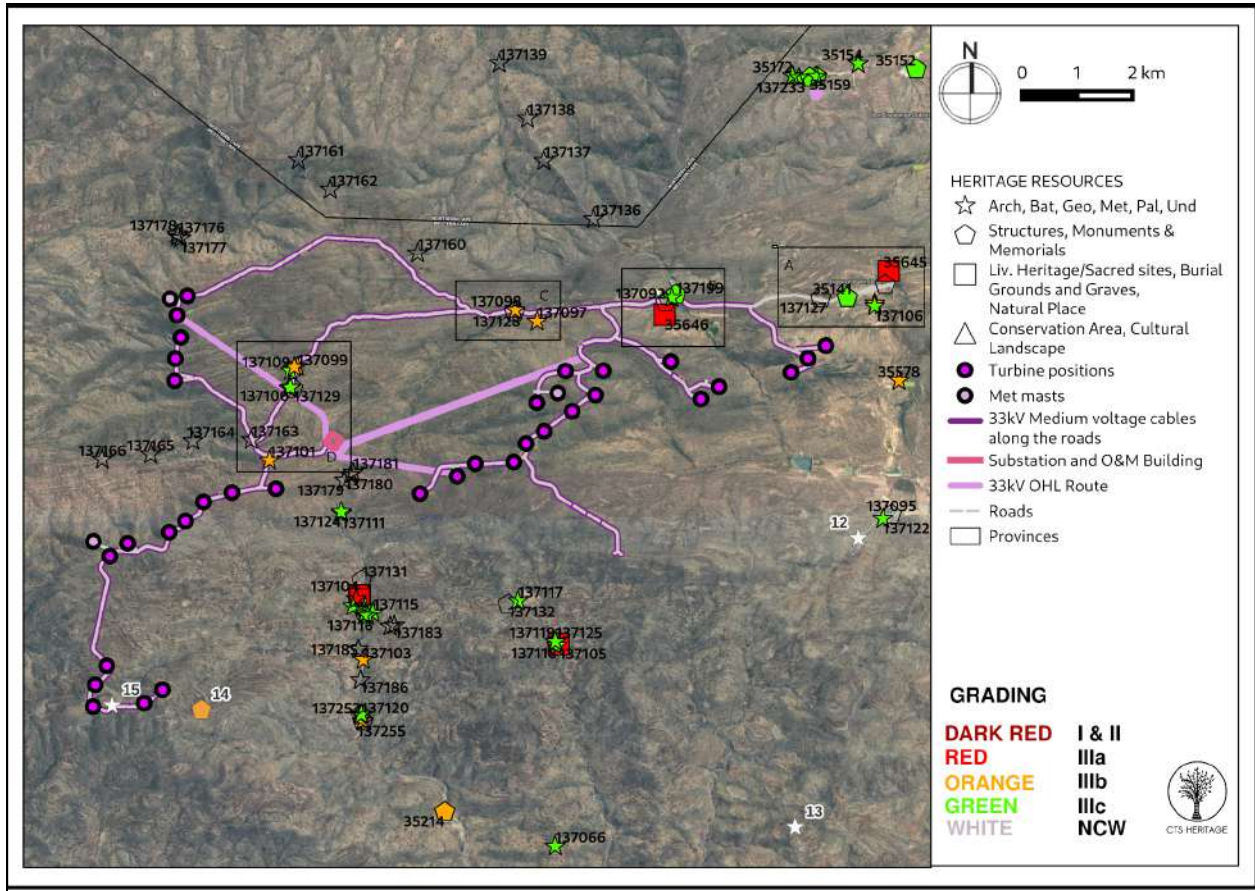 137139
35154
35152
35172
137233
35159
137138
137161
137137
137162
137136
137178
137176
137177
137160
A
35645
C
B
137098
137128
137097
137092
137199
35646
35141
137127
137106
137109
137099
137129
35578
137164
137163
137166
137165
137101
D
137181
137179
137180
137124
137111
137095
137122
12
137131
137104
137115
137183
137117
137132
137119
137125
137105
137185
137103
137186
15
14
137120
137255
35214
13
137066
N
0 1 2 km
HERITAGE RESOURCES
Arch, Bat, Geo, Met, Pal, Und
Structures, Monuments &
Memorials
Liv. Heritage/Sacred sites, Burial
Grounds and Graves,
Natural Place
Conservation Area, Cultural
Landscape
Turbine positions
Met masts
33kV Medium voltage cables
along the roads
Substation and O&M Building
33kV OHL Route
Roads
Provinces
GRADING
DARK RED I & II
RED IIIa
ORANGE IIIb
GREEN IIIc
WHITE NCW
CTS HERITAGE